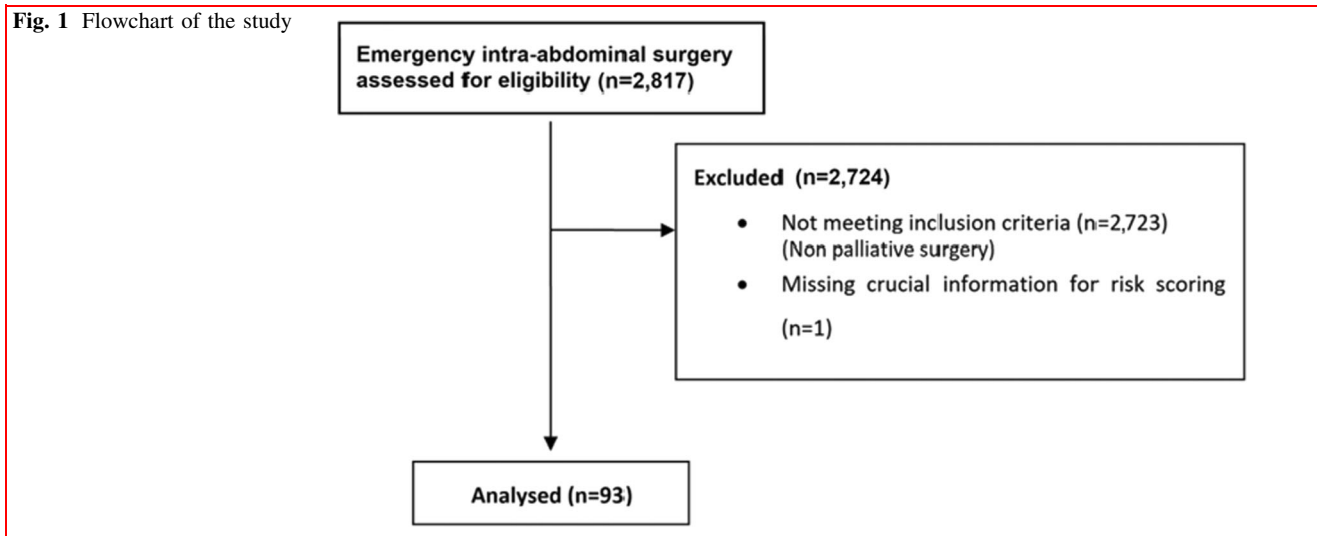 Fig. 1 Flowchart of the study
Emergency intra-abdominal surgery
assessed for eligibility (n=2,817)
Excluded (n=2,724)
• Not meeting inclusion criteria (n=2,723)
(Non palliative surgery)
• Missing crucial information for risk scoring
(n=1)
Analysed (n=93)